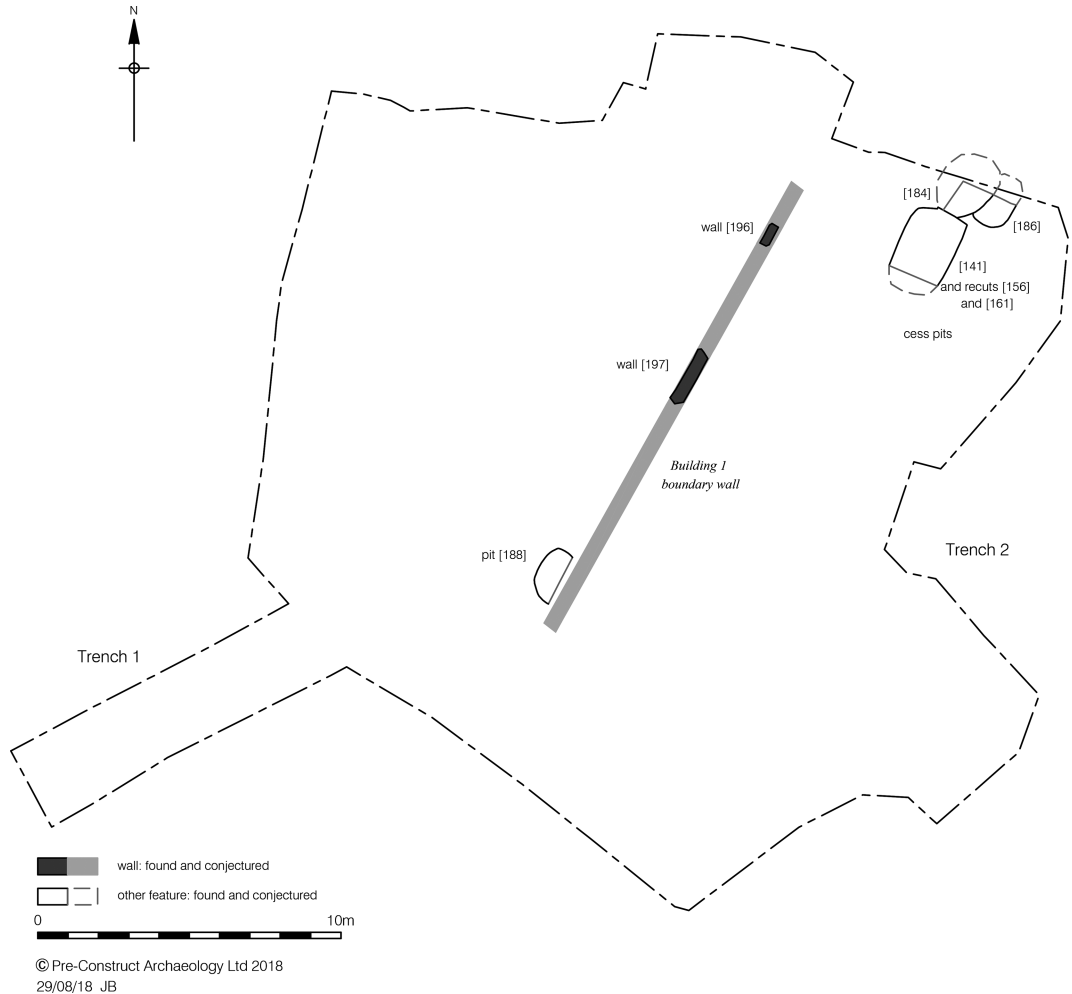 N
[184]
wall [196]
[186]
[141]
and recuts [156]
and [161]
cess pits
wall [197]
Building 1
boundary wall
pit [188]
Trench 2
Trench 1
wall: found and conjectured
other feature: found and conjectured
0 10m
© Pre-Construct Archaeology Ltd 2018
29/08/18 JB